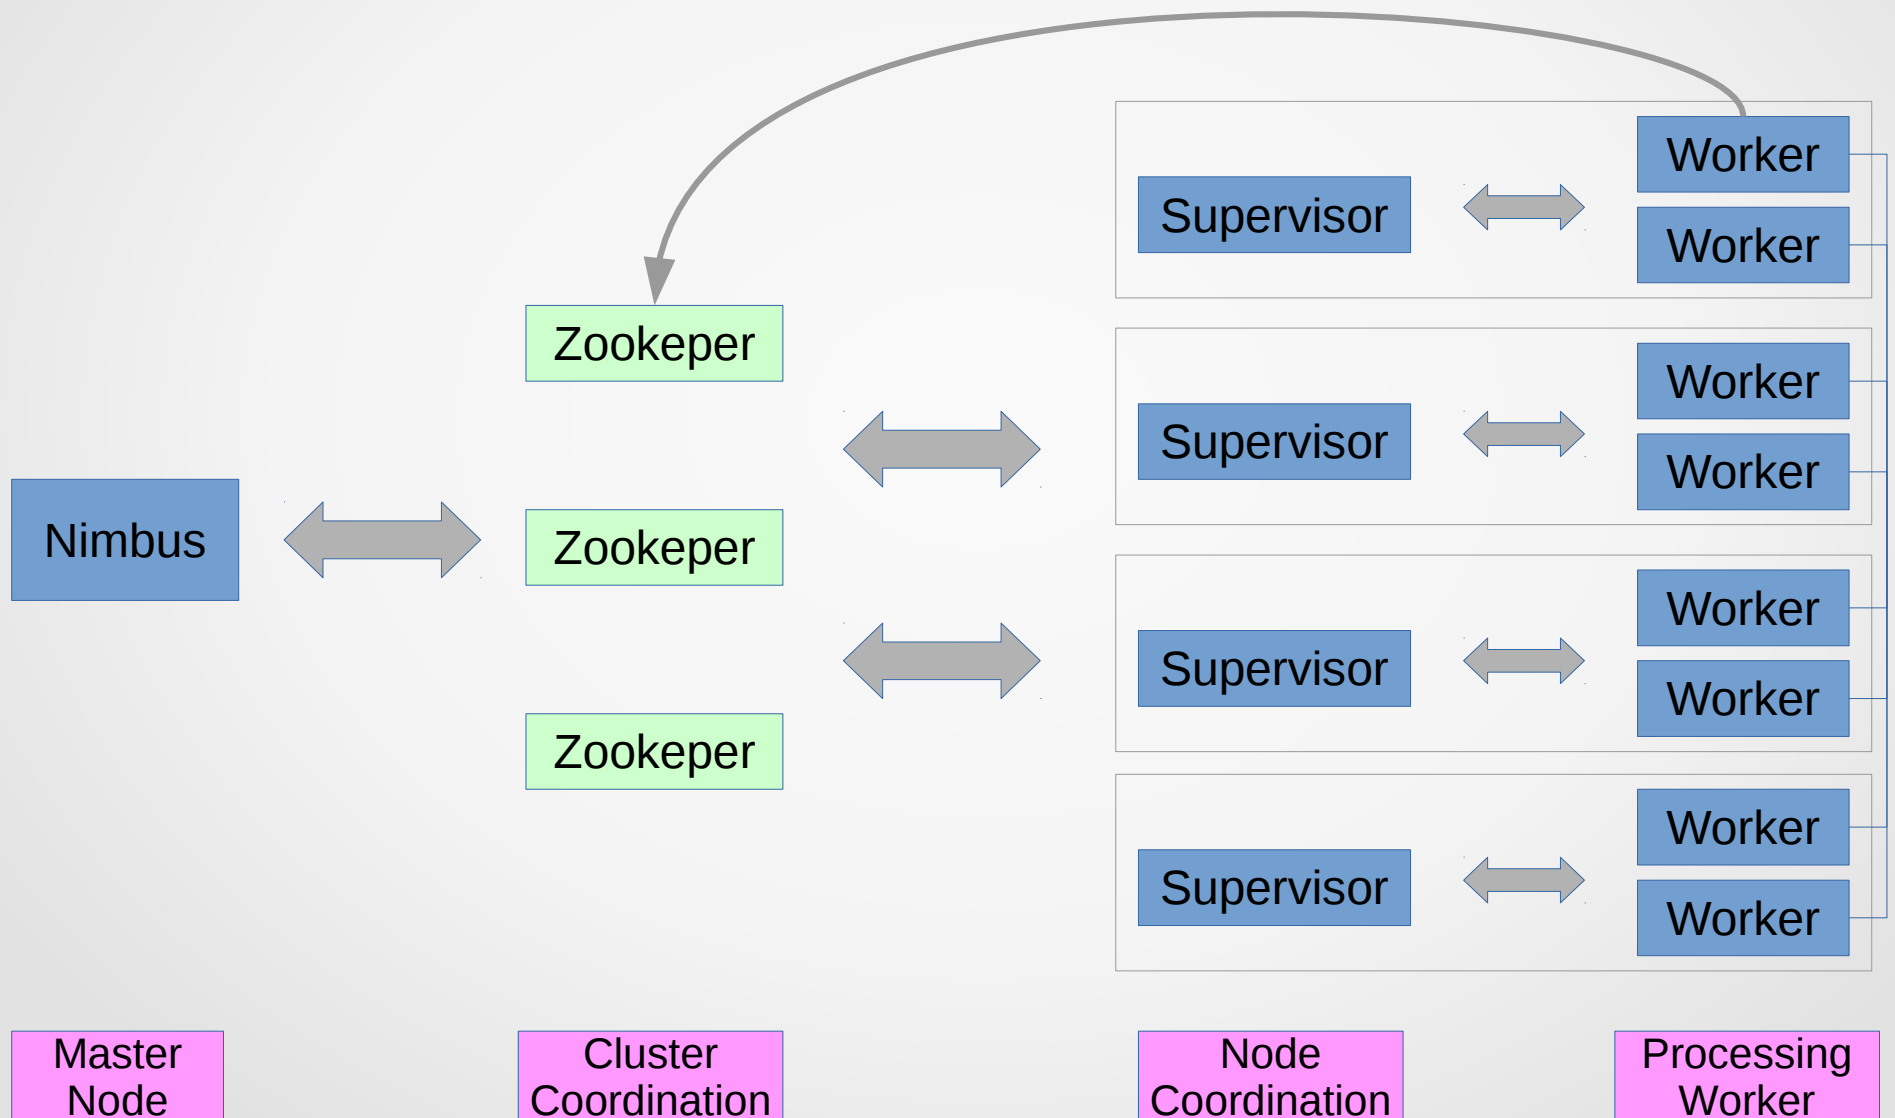 Nimbus
Zookeper
Zookeper
Zookeper
Supervisor
Worker
Worker
Supervisor
Worker
Worker
Supervisor
Worker
Worker
Supervisor
Worker
Worker
Master
Node
Cluster
Coordination
Node
Coordination
Processing
Worker